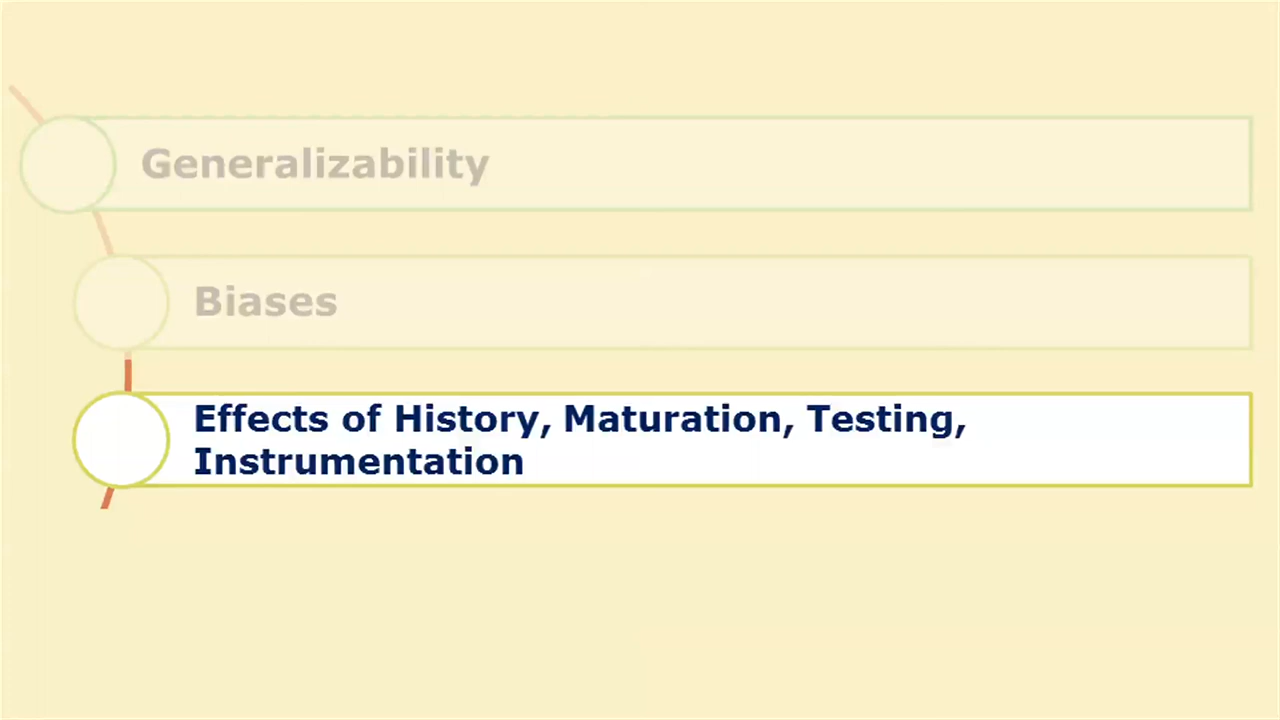 Generalizability
Biases
Effects of History, Maturation, Testing,
Instrumentation